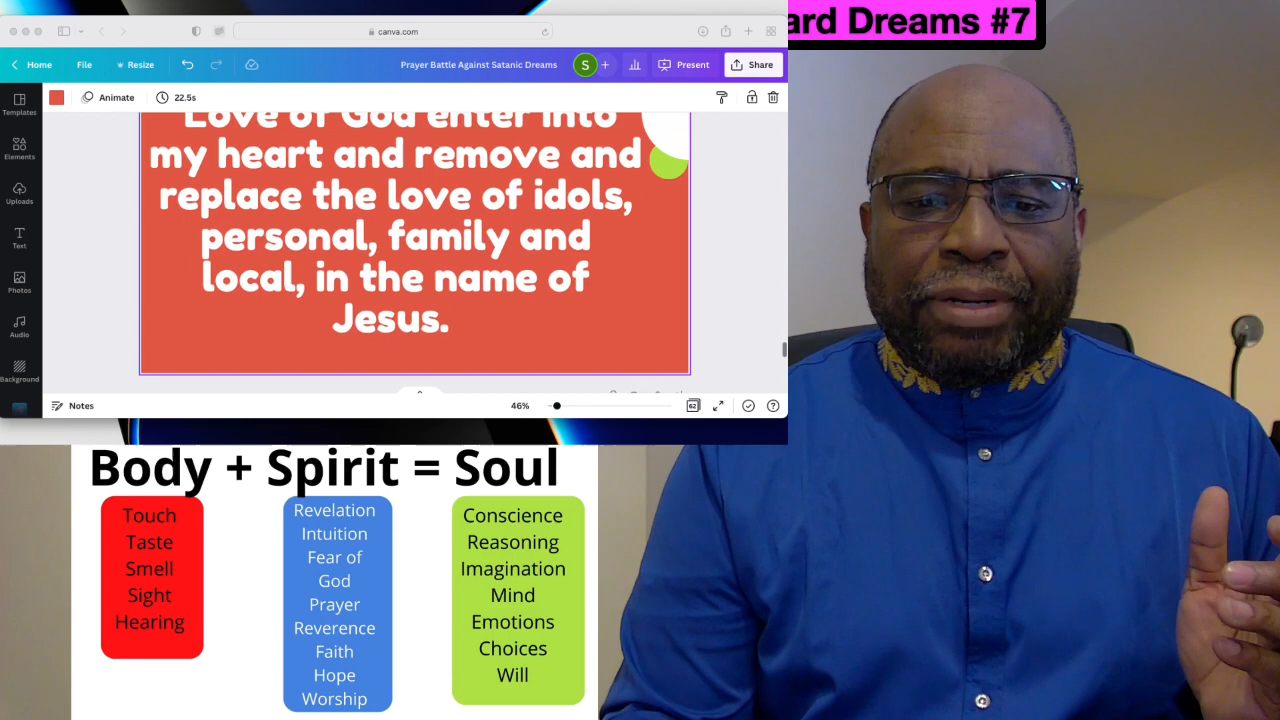 ard Dreams #7
canva.com
Home
File
Resize
Prayer Battle Against Satanic Dreams
S
Present
Share
Animate
22.5s
Templates
Elements
Uploads
Text
Photos
Audio
Background
Love of God enter into
my heart and remove and
replace the love of idols,
personal, family and
local, in the name of
Jesus.
Notes
46%
62
Body + Spirit = Soul
Touch
Taste
Smell
Sight
Hearing
Revelation
Intuition
Fear of
God
Prayer
Reverence
Faith
Hope
Worship
Conscience
Reasoning
Imagination
Mind
Emotions
Choices
Will